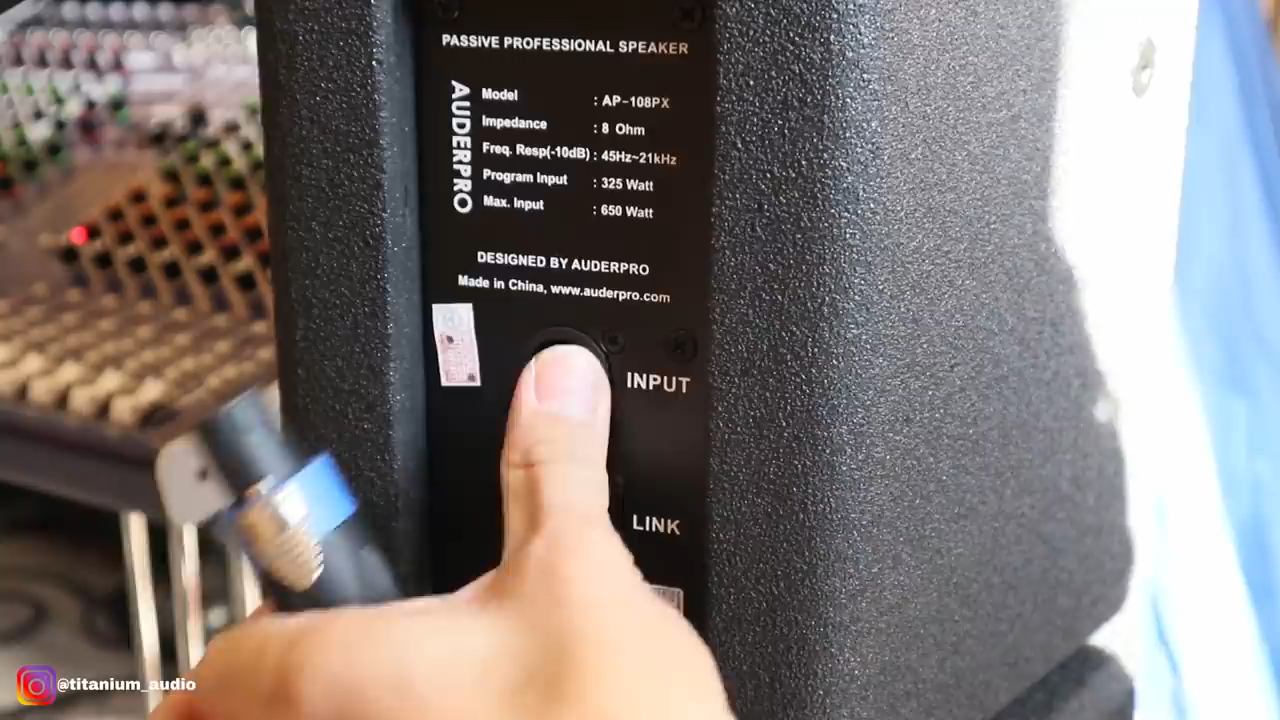 PASSIVE PROFESSIONAL SPEAKER
AUDERPRO
Model : AP-108PX
Impedance : 8 Ohm
Freq. Resp(-10dB) : 45Hz~21kHz
Program Input : 325 Watt
Max. Input : 650 Watt
DESIGNED BY AUDERPRO
Made in China, www.auderpro.com
INPUT
LINK
@titanium_audio